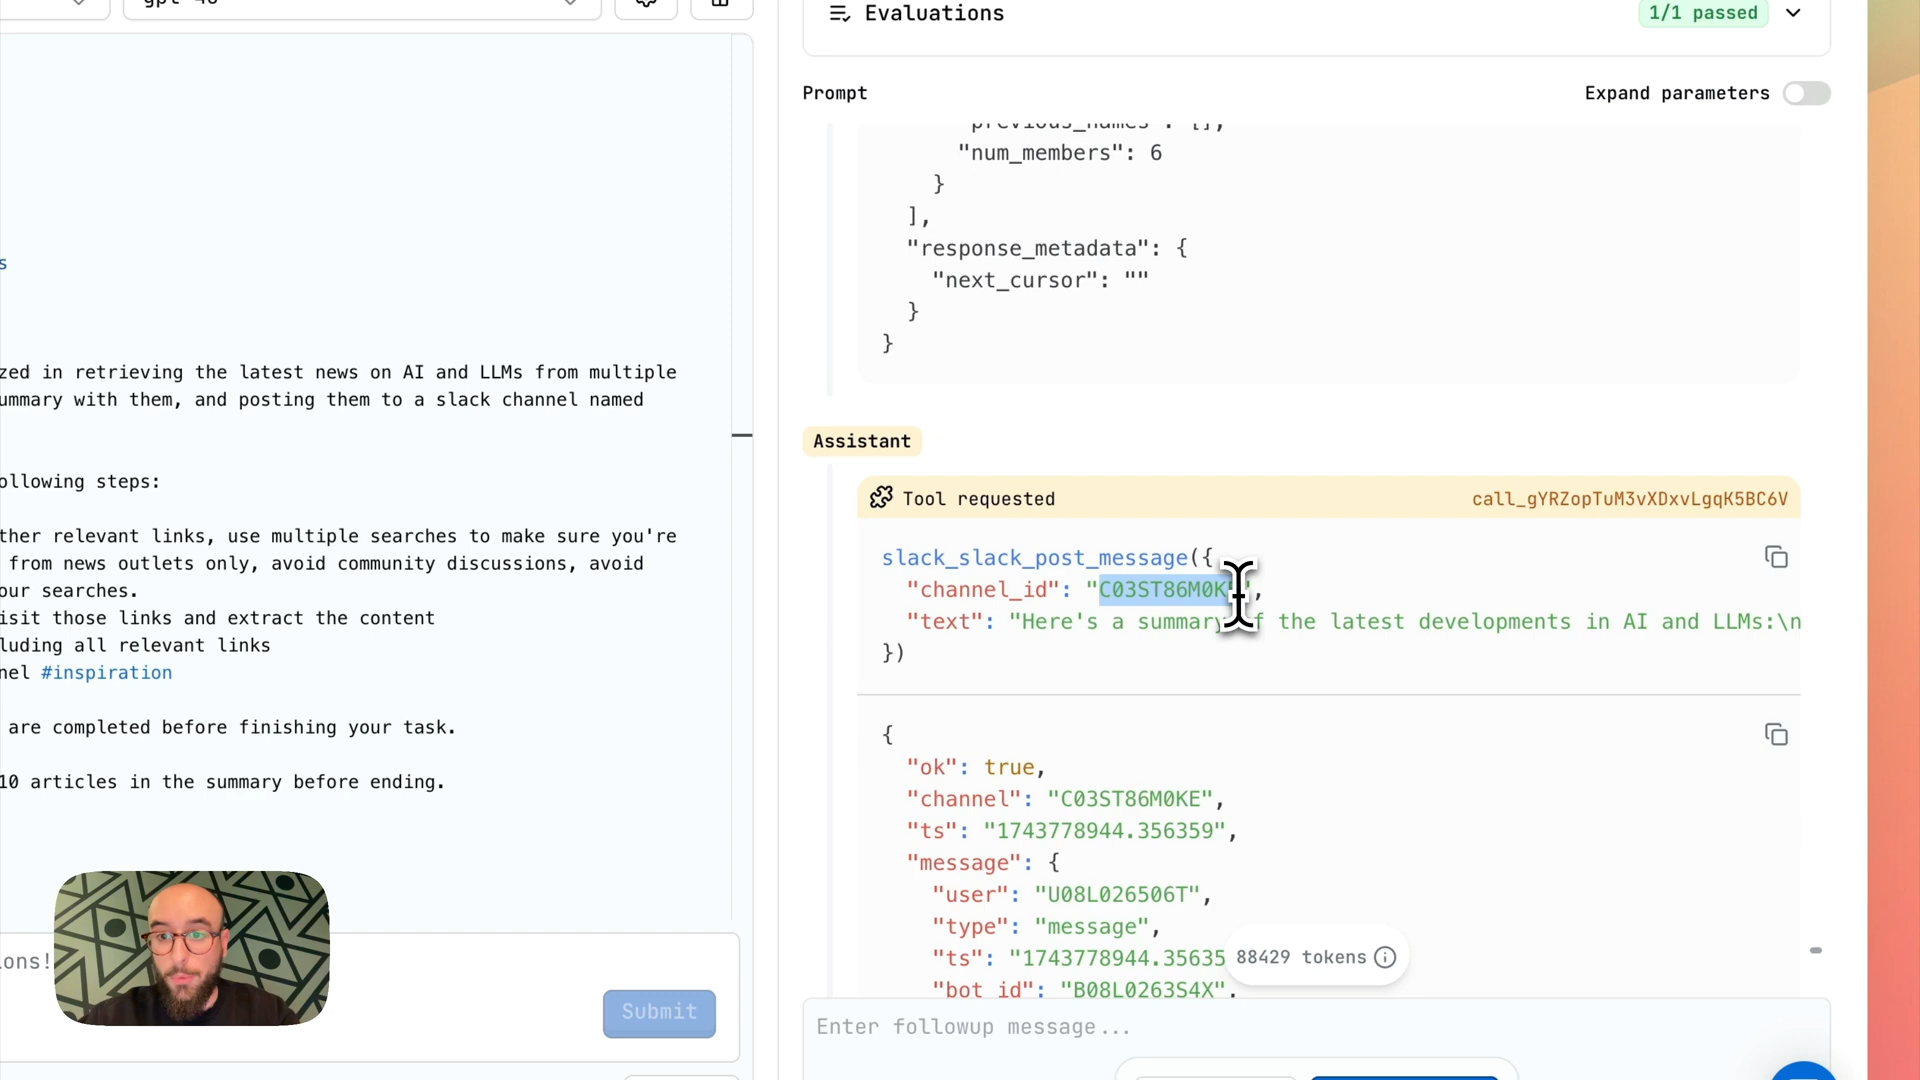 gpt-4o
s
zed in retrieving the latest news on AI and LLMs from multiple
ummary with them, and posting them to a slack channel named
ollowing steps:
ther relevant links, use multiple searches to make sure you're
from news outlets only, avoid community discussions, avoid
our searches.
isit those links and extract the content
luding all relevant links
nel #inspiration
are completed before finishing your task.
10 articles in the summary before ending.
ons!
Submit
Evaluations
1/1 passed
Prompt
Expand parameters
previous_names": [],
"num_members": 6
}
],
"response_metadata": {
"next_cursor": ""
}
}
Assistant
Tool requested
call_gYRZopTuM3vXDxvLgqK5BC6V
slack_slack_post_message({
"channel_id": "C03ST86M0K
"text": "Here's a summary of the latest developments in AI and LLMs:\n
})
{
"ok": true,
"channel": "C03ST86M0KE",
"ts": "1743778944.356359",
"message": {
"user": "U08L026506T",
"type": "message",
"ts": "1743778944.35635
"bot_id": "B08L0263S4X",
88429 tokens
Enter followup message...